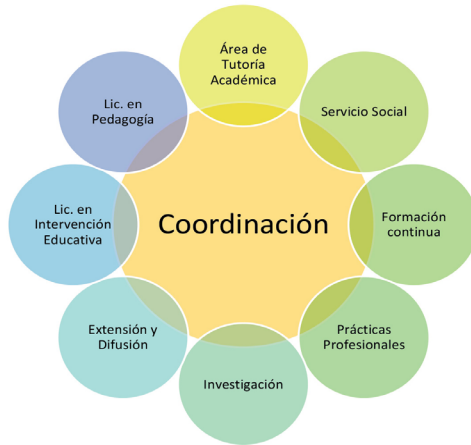 Área de
Tutoría
Académica
Servicio Social
Formación
continua
Prácticas
Profesionales
Investigación
Extensión y
Difusión
Lic. en
Intervención
Educativa
Lic. en
Pedagogía
Coordinación